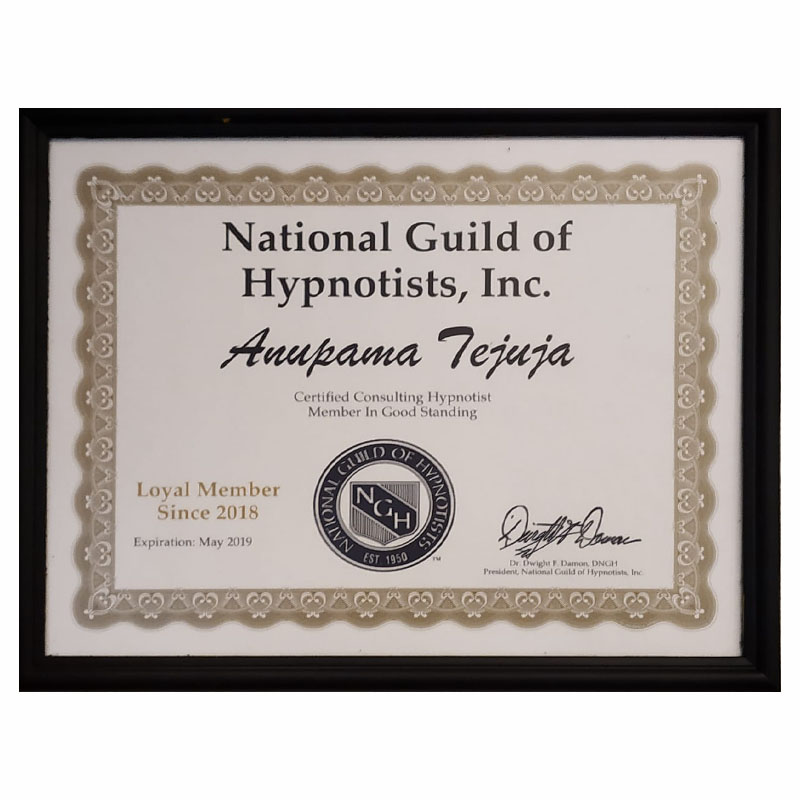 National Guild of
Hypnotists, Inc.
Anupama Tejuja
Certified Consulting Hypnotist
Member In Good Standing
Loyal Member
Since 2018
Expiration: May 2019
NATIONAL GUILD OF HYPNOTISTS
NGH
EST 1950
TM
Dwight F. Damon
Dr. Dwight F. Damon, DNGH
President, National Guild of Hypnotists, Inc.